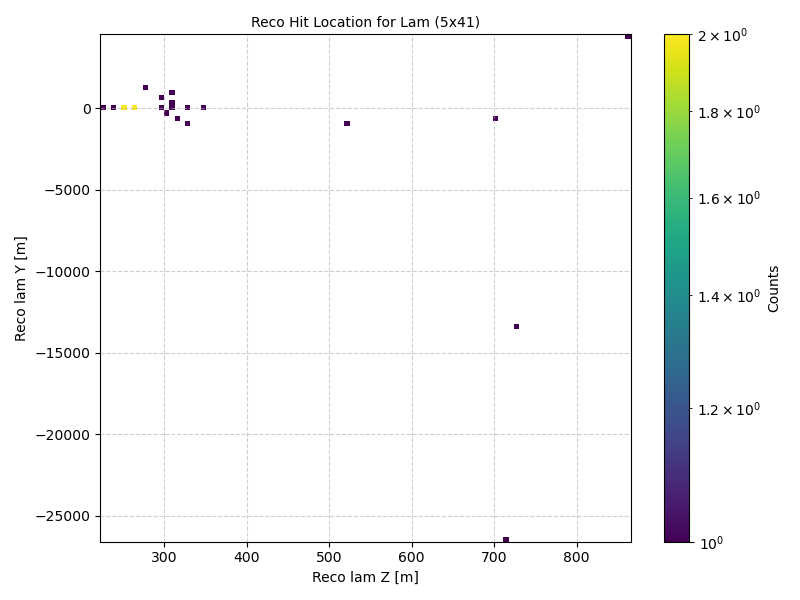 Reco Hit Location for Lam (5x41)
Reco lam Y [m]
0
−5000
−10000
−15000
−20000
−25000
300
400
500
600
700
800
Reco lam Z [m]
2 × 10⁰
1.8 × 10⁰
1.6 × 10⁰
1.4 × 10⁰
1.2 × 10⁰
10⁰
Counts